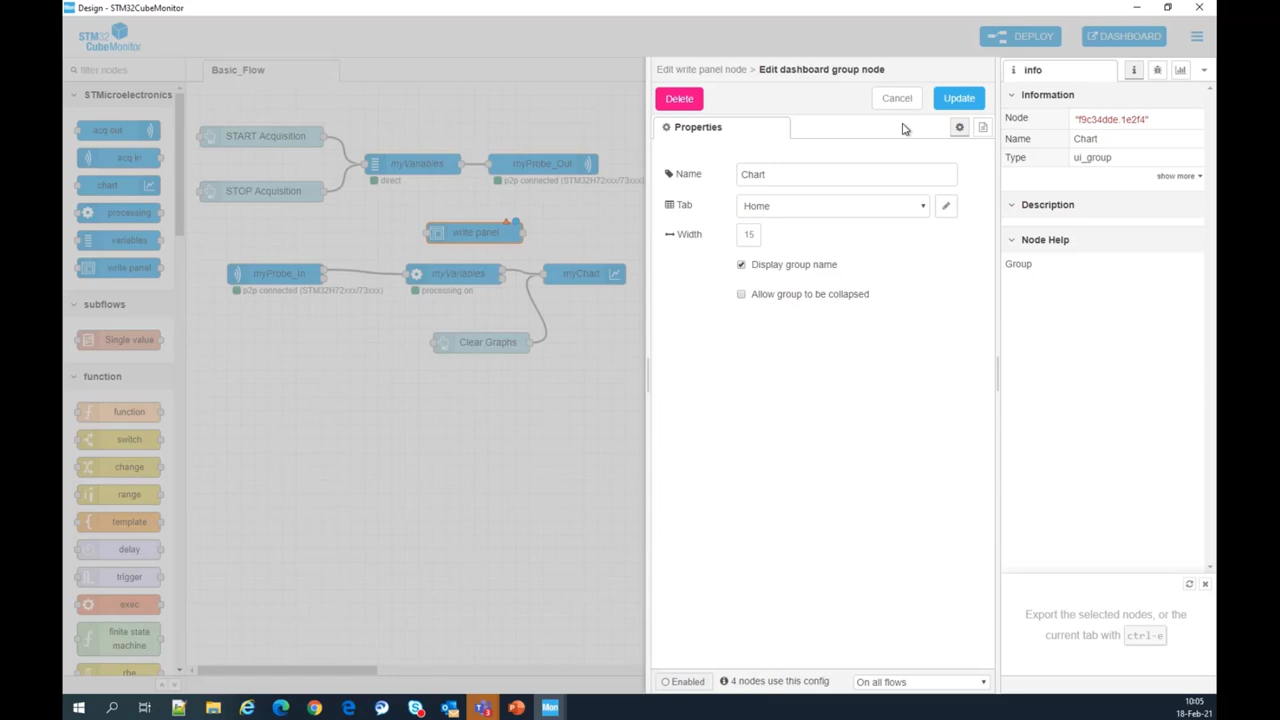 Design - STM32CubeMonitor
STM32
CubeMonitor
DEPLOY
DASHBOARD
filter nodes
STMicroelectronics
acq out
acq in
chart
processing
variables
write panel
subflows
Single value
function
function
switch
change
range
template
delay
trigger
exec
finite state
machine
rbe
Basic_Flow
START Acquisition
STOP Acquisition
myVariables
direct
myProbe_Out
p2p connected (STM32H72xxx/73xxx)
write panel
myProbe_In
p2p connected (STM32H72xxx/73xxx)
myVariables
processing on
myChart
Clear Graphs
Edit write panel node > Edit dashboard group node
Delete
Cancel
Update
Properties
Name
Chart
Tab
Home
Width
15
Display group name
Allow group to be collapsed
Enabled
4 nodes use this config
On all flows
i info
i
Information
Node
"f9c34dde.1e2f4"
Name
Chart
Type
ui_group
show more
Description
Node Help
Group
Export the selected nodes, or the
current tab with ctrl-e
Mon
10:05
18-Feb-21